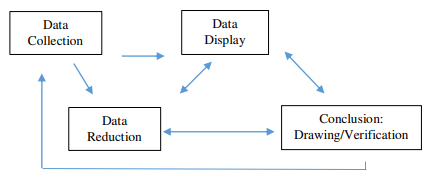 Data
Collection
Data
Display
Data
Reduction
Conclusion:
Drawing/Verification